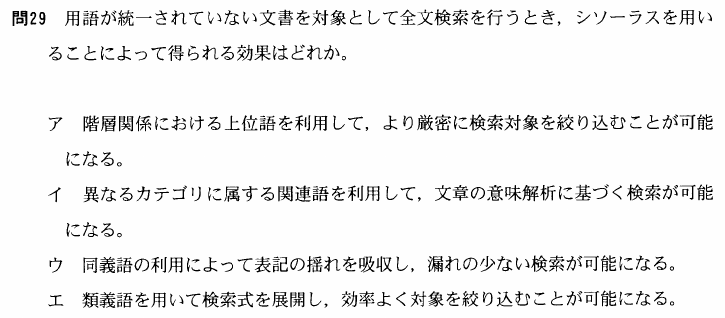 問29　用語が統一されていない文書を対象として全文検索を行うとき，シソーラスを用い
ることによって得られる効果はどれか。
ア　階層関係における上位語を利用して，より厳密に検索対象を絞り込むことが可能
になる。
イ　異なるカテゴリに属する関連語を利用して，文章の意味解析に基づく検索が可能
になる。
ウ　同義語の利用によって表記の揺れを吸収し，漏れの少ない検索が可能になる。
エ　類義語を用いて検索式を展開し，効率よく対象を絞り込むことが可能になる。